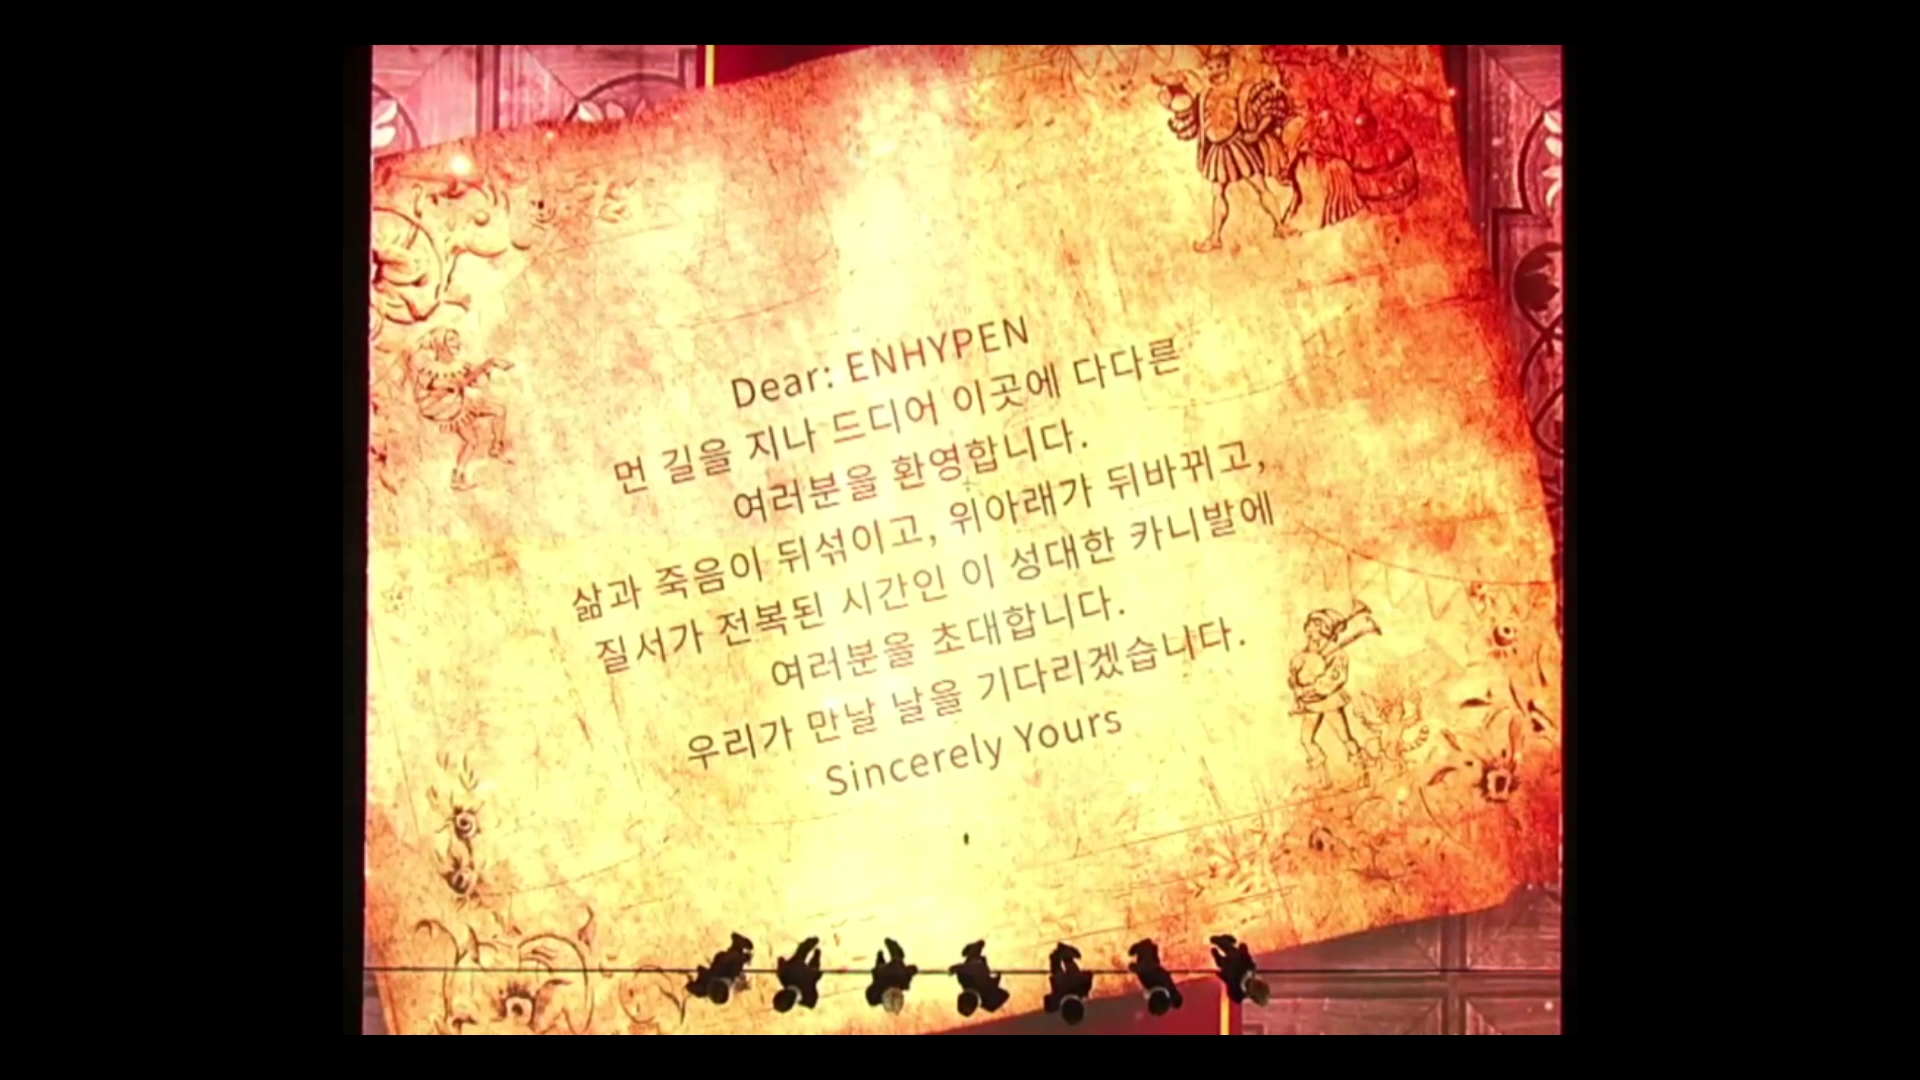 Dear: ENHYPEN
먼 길을 지나 드디어 이곳에 다다른
여러분을 환영합니다.
삶과 죽음이 뒤섞이고, 위아래가 뒤바뀌고,
질서가 전복된 시간인 이 성대한 카니발에
여러분을 초대합니다.
우리가 만날 날을 기다리겠습니다.
Sincerely Yours